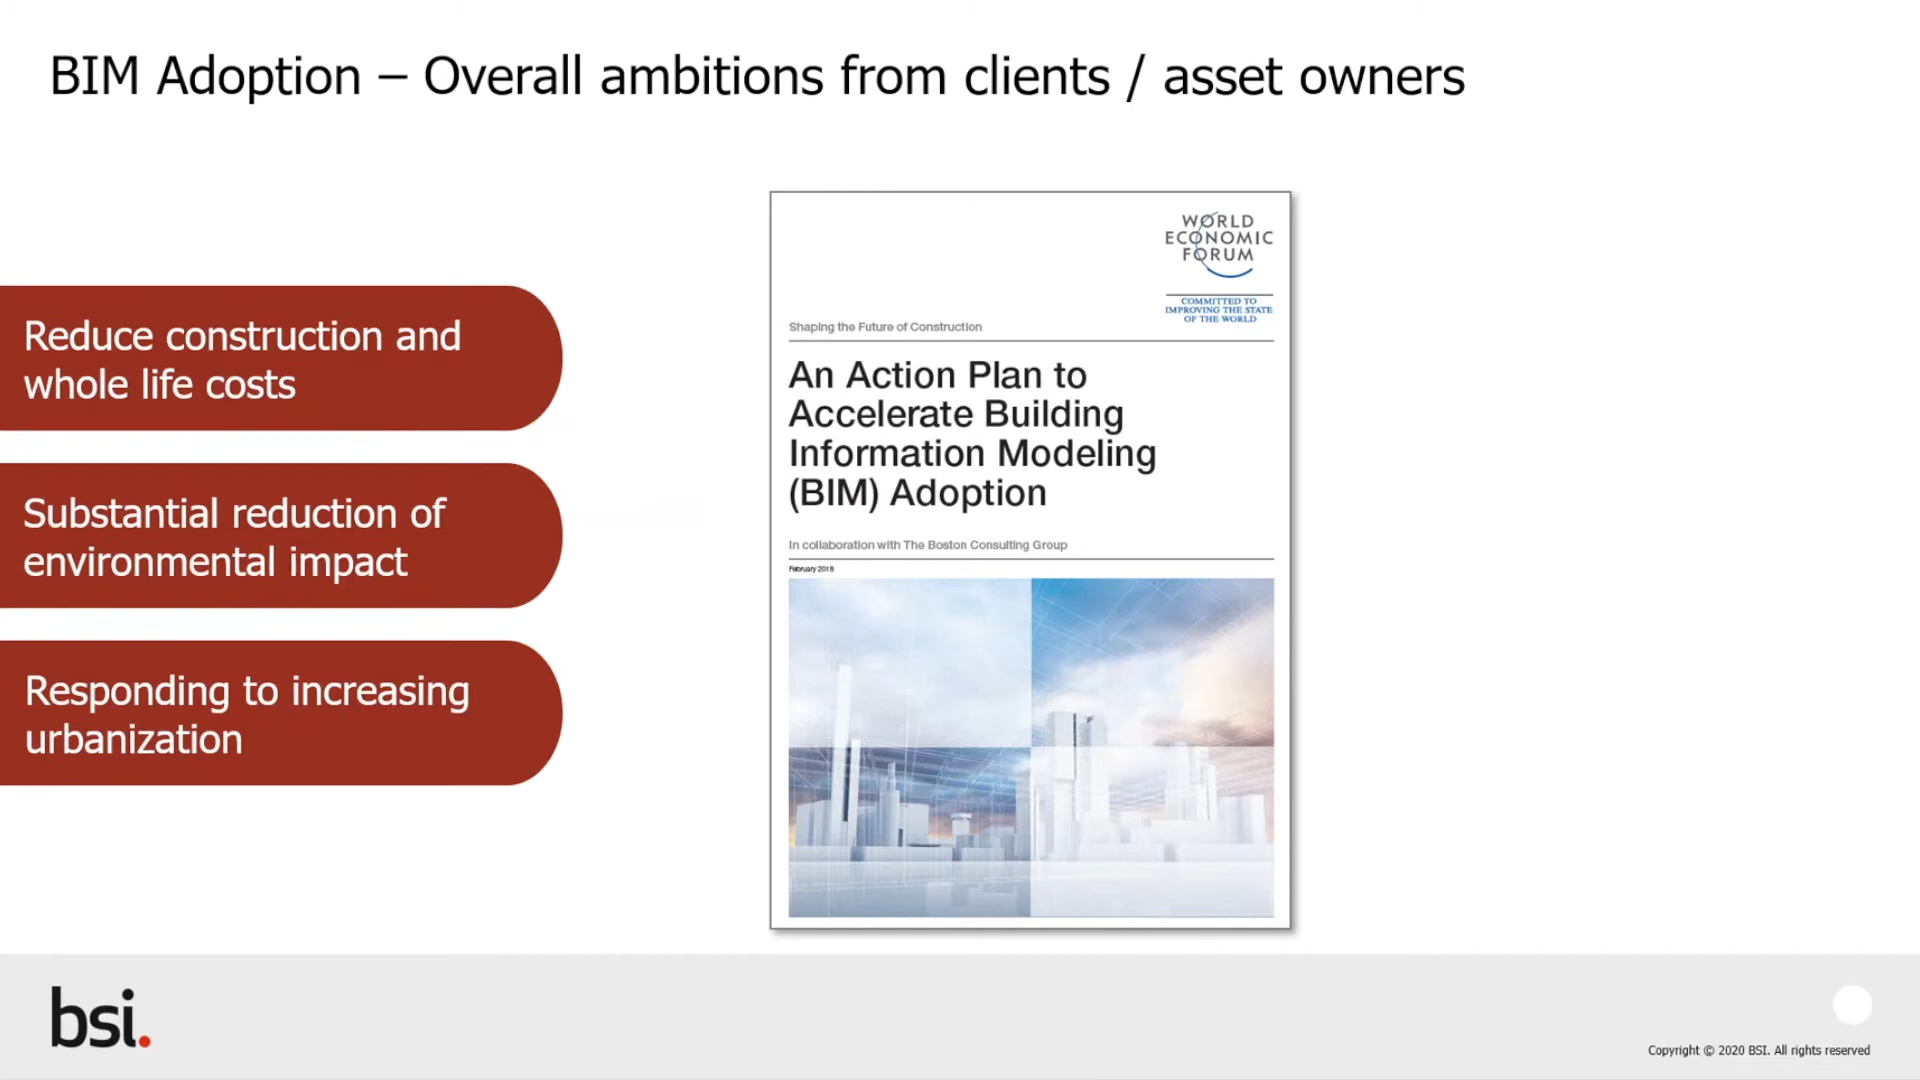 BIM Adoption – Overall ambitions from clients / asset owners
Reduce construction and
whole life costs
Substantial reduction of
environmental impact
Responding to increasing
urbanization
WORLD
ECONOMIC
FORUM
COMMITTED TO
IMPROVING THE STATE
OF THE WORLD
Shaping the Future of Construction
An Action Plan to
Accelerate Building
Information Modeling
(BIM) Adoption
In collaboration with The Boston Consulting Group
February 2018
bsi.
Copyright © 2020 BSI. All rights reserved